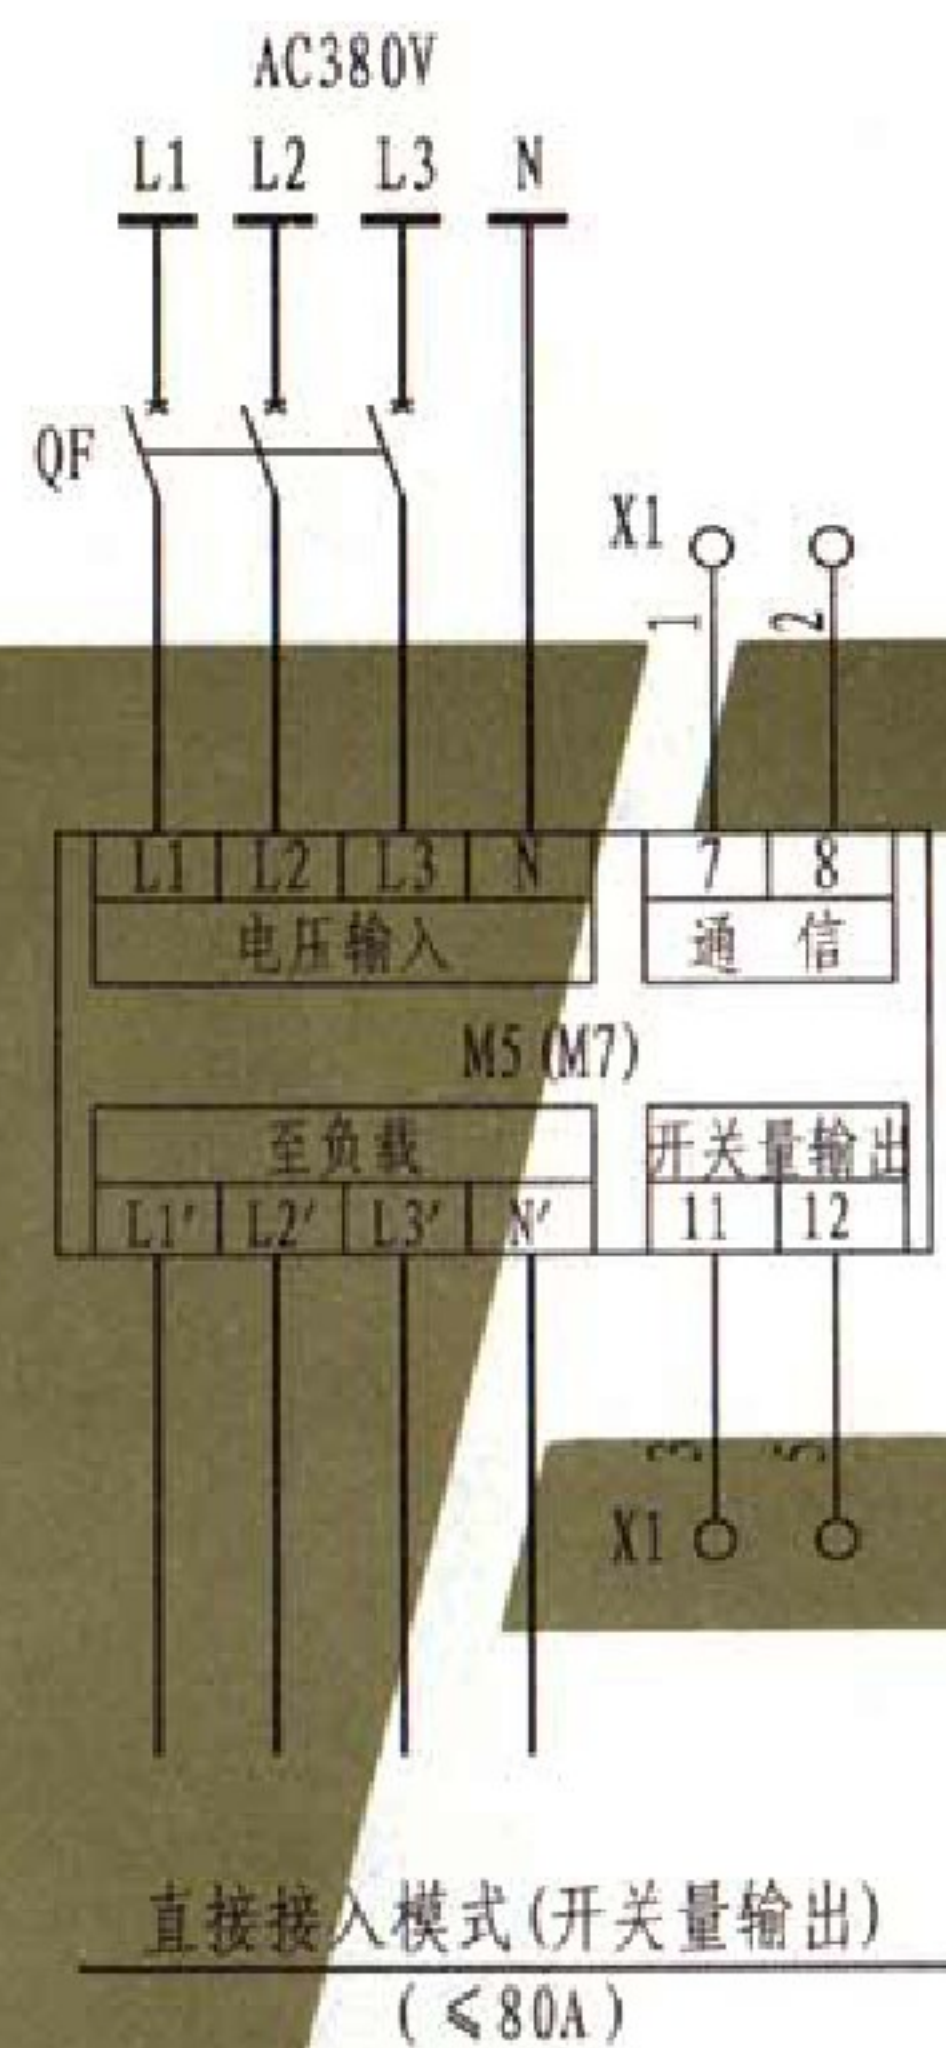 AC380V
L1 L2 L3 N
QF
X1
1 2
L1 L2 L3 N 7 8
电压输入 通信
M5(M7)
至负载 开关量输出
L1′ L2′ L3′ N′ 11 12
3 5
X1
直接接入模式(开关量输出)
(≤80A)